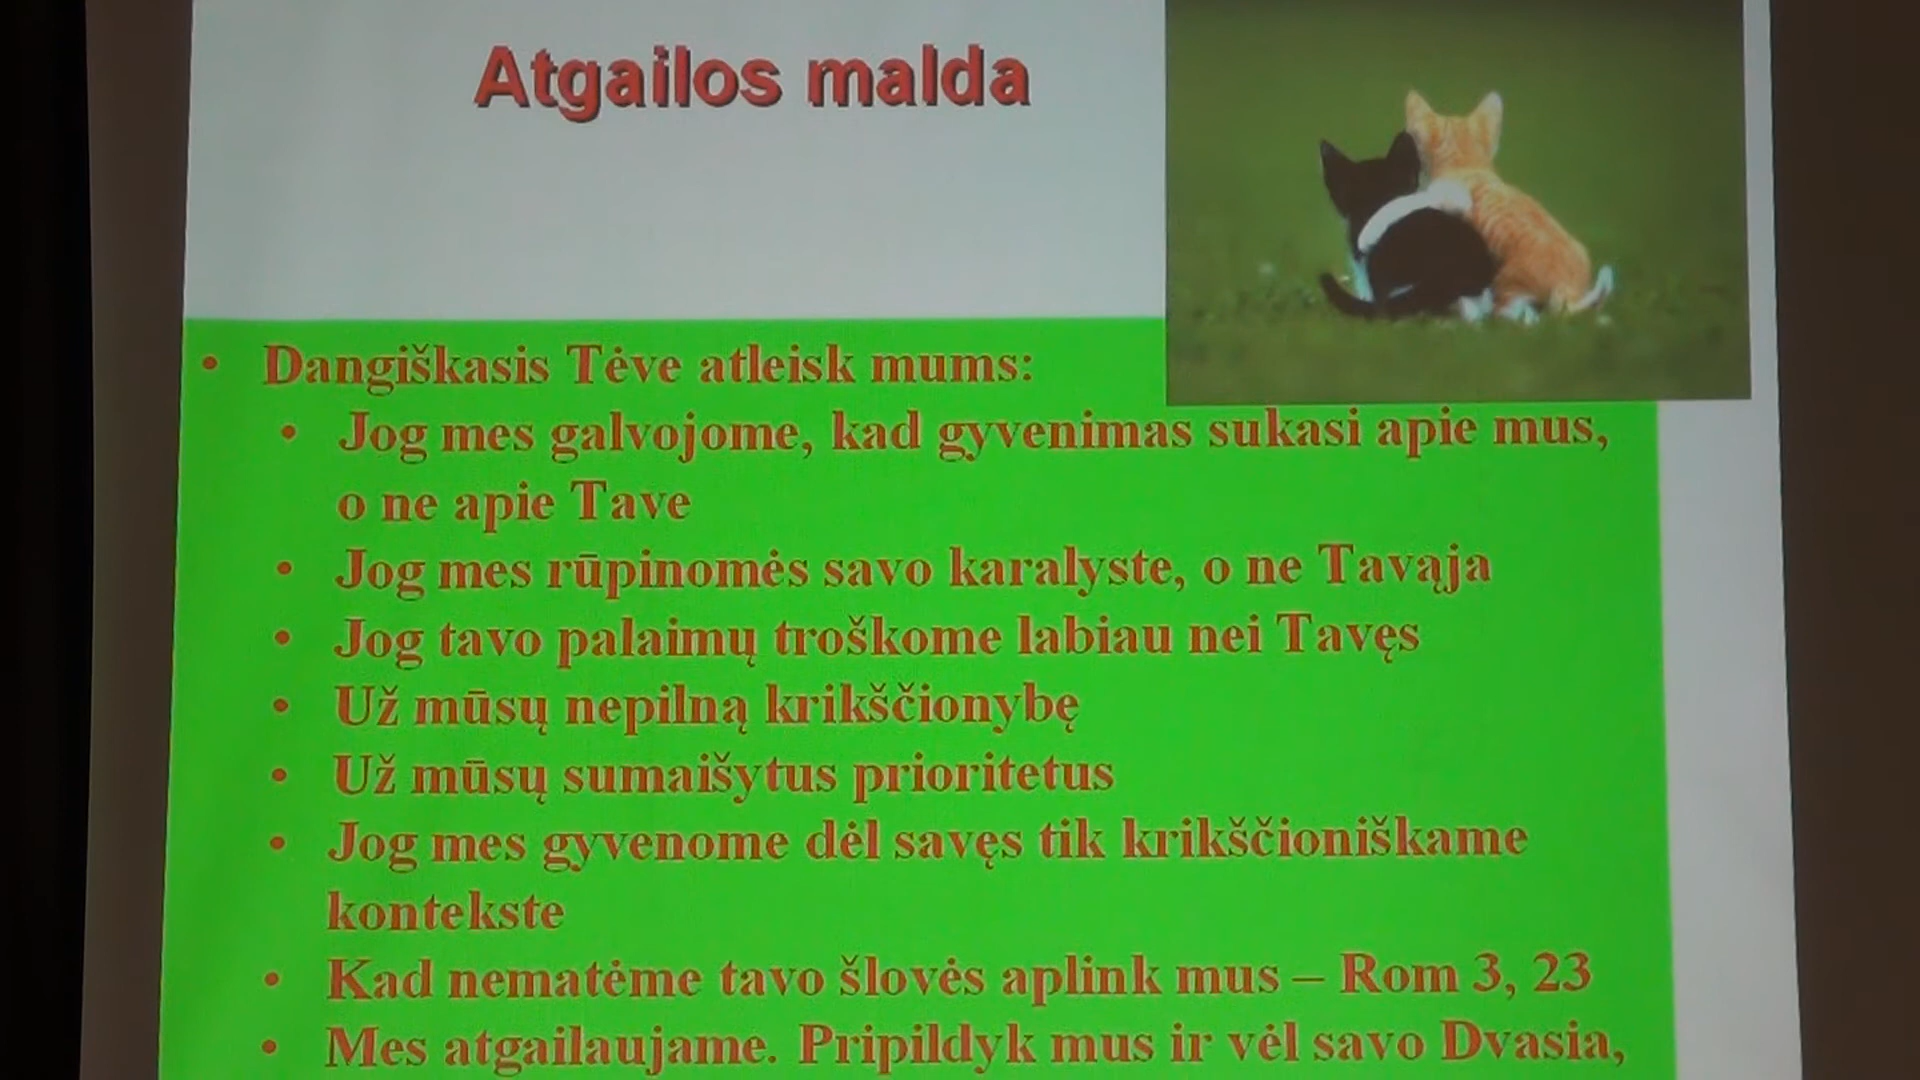 Atgailos malda
• Dangiškasis Tėve atleisk mums:
• Jog mes galvojome, kad gyvenimas sukasi apie mus,
o ne apie Tave
• Jog mes rūpinomės savo karalyste, o ne Tavąja
• Jog tavo palaimų troškome labiau nei Tavęs
• Už mūsų nepilną krikščionybę
• Už mūsų sumaišytus prioritetus
• Jog mes gyvenome dėl savęs tik krikščioniškame
kontekste
• Kad nematėme tavo šlovės aplink mus – Rom 3, 23
• Mes atgailaujame. Pripildyk mus ir vėl savo Dvasia,